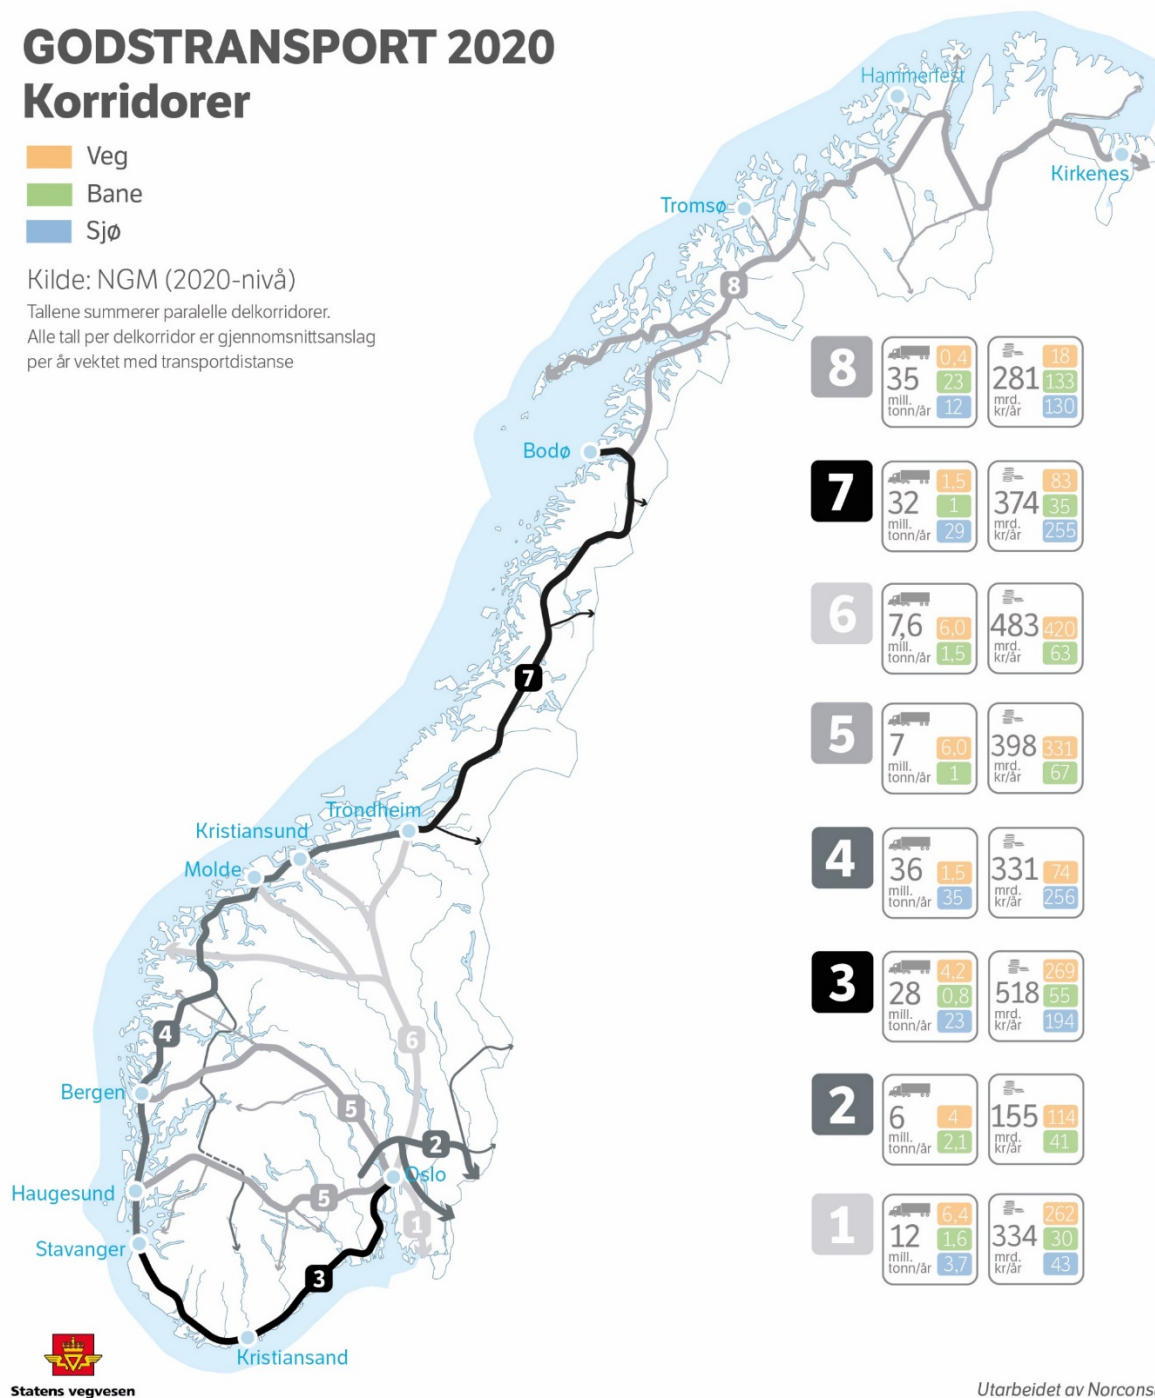 GODSTRANSPORT 2020
Korridorer
Veg
Bane
Sjø
Kilde: NGM (2020-nivå)
Tallene summerer paralelle delkorridorer.
Alle tall per delkorridor er gjennomsnittsanslag
per år vektet med transportdistanse
Hammerfest
Kirkenes
Tromsø
8
Bodø
7
Trondheim
Kristiansund
Molde
4
6
Bergen
5
2
Oslo
Haugesund
5
1
Stavanger
3
Kristiansand
8
35
mill.
tonn/år
0,4
23
12
281
mrd.
kr/år
18
133
130
7
32
mill.
tonn/år
1,5
1
29
374
mrd.
kr/år
83
35
255
6
7,6
mill.
tonn/år
6,0
1,5
483
mrd.
kr/år
420
63
5
7
mill.
tonn/år
6,0
1
398
mrd.
kr/år
331
67
4
36
mill.
tonn/år
1,5
35
331
mrd.
kr/år
74
256
3
28
mill.
tonn/år
4,2
0,8
23
518
mrd.
kr/år
269
55
194
2
6
mill.
tonn/år
4
2,1
155
mrd.
kr/år
114
41
1
12
mill.
tonn/år
6,4
1,6
3,7
334
mrd.
kr/år
262
30
43
Statens vegvesen
Utarbeidet av Norcons